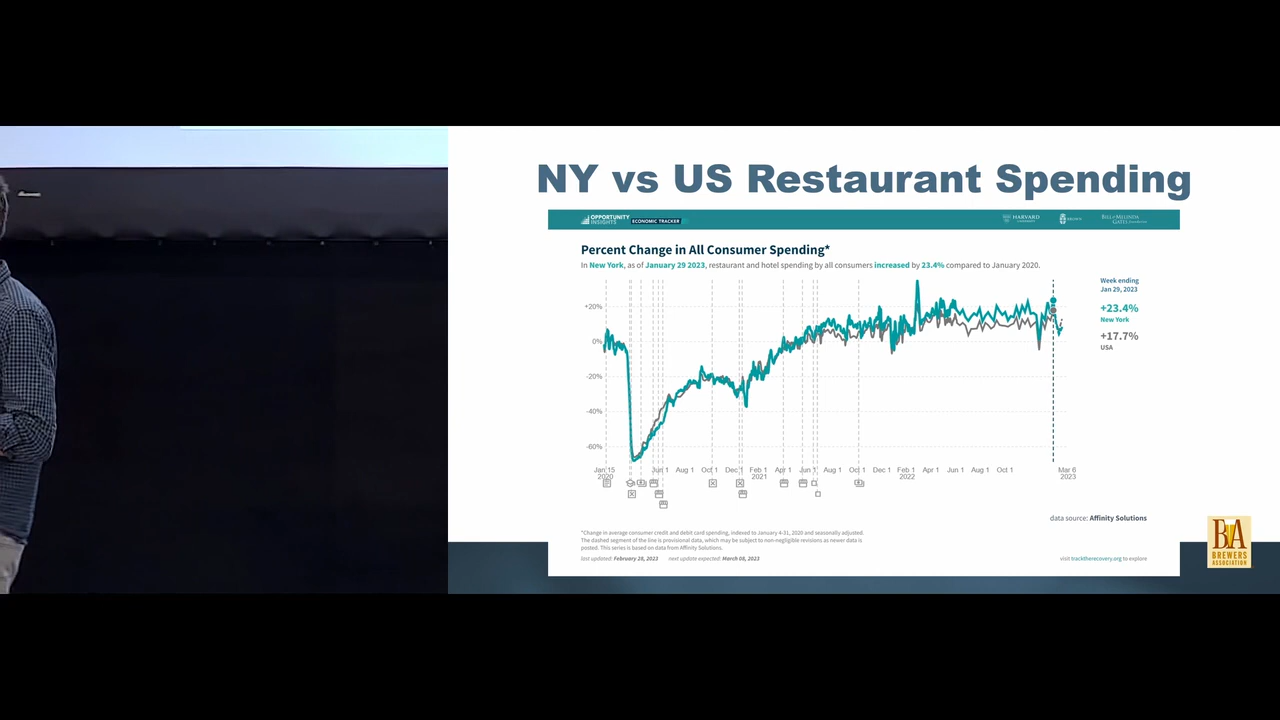 NY vs US Restaurant Spending
OPPORTUNITY
INSIGHTS
ECONOMIC TRACKER
HARVARD
UNIVERSITY
BROWN
BILL & MELINDA
GATES foundation
Percent Change in All Consumer Spending*
In New York, as of January 29 2023, restaurant and hotel spending by all consumers increased by 23.4% compared to January 2020.
Week ending
Jan 29, 2023
+23.4%
New York
+17.7%
USA
+20%
0%
-20%
-40%
-60%
Jan 15
2020
Jun 1
Aug 1
Oct 1
Dec 1
Feb 1
2021
Apr 1
Jun 1
Aug 1
Oct 1
Dec 1
Feb 1
2022
Apr 1
Jun 1
Aug 1
Oct 1
Mar 6
2023
data source: Affinity Solutions
*Change in average consumer credit and debit card spending, indexed to January 4-31, 2020 and seasonally adjusted.
The dashed segment of the line is provisional data, which may be subject to non-negligible revisions as newer data is
posted. This series is based on data from Affinity Solutions.
last updated: February 28, 2023 next update expected: March 08, 2023
visit tracktherecovery.org to explore
BA
BREWERS
ASSOCIATION